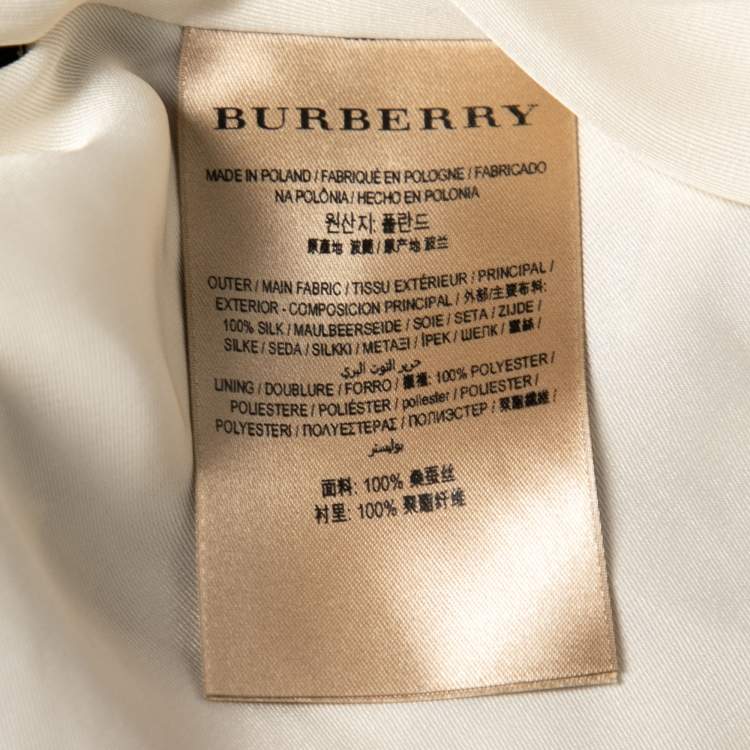 BURBERRY
MADE IN POLAND / FABRIQUÉ EN POLOGNE / FABRICADO
NA POLÔNIA / HECHO EN POLONIA
원산지: 폴란드
原產地 波蘭 / 原产地 波兰
OUTER / MAIN FABRIC / TISSU EXTÉRIEUR / PRINCIPAL /
EXTERIOR - COMPOSICION PRINCIPAL / 外部/主要布料:
100% SILK / MAULBEERSEIDE / SOIE / SETA / ZIJDE /
SILKE / SEDA / SILKKI / ΜΕΤΑΞΙ / İPEK / ШЕЛК / 蠶絲 /
حرير التوت البري
LINING / DOUBLURE / FORRO / 裏裡: 100% POLYESTER /
POLIESTERE / POLIÉSTER / poliester / POLYESTER /
POLYESTERI / ΠΟΛΥΕΣΤΕΡΑΣ / ПОЛИЭСТЕР / 聚酯纖維 /
بوليستر
面料: 100% 桑蚕丝
衬里: 100% 聚酯纤维